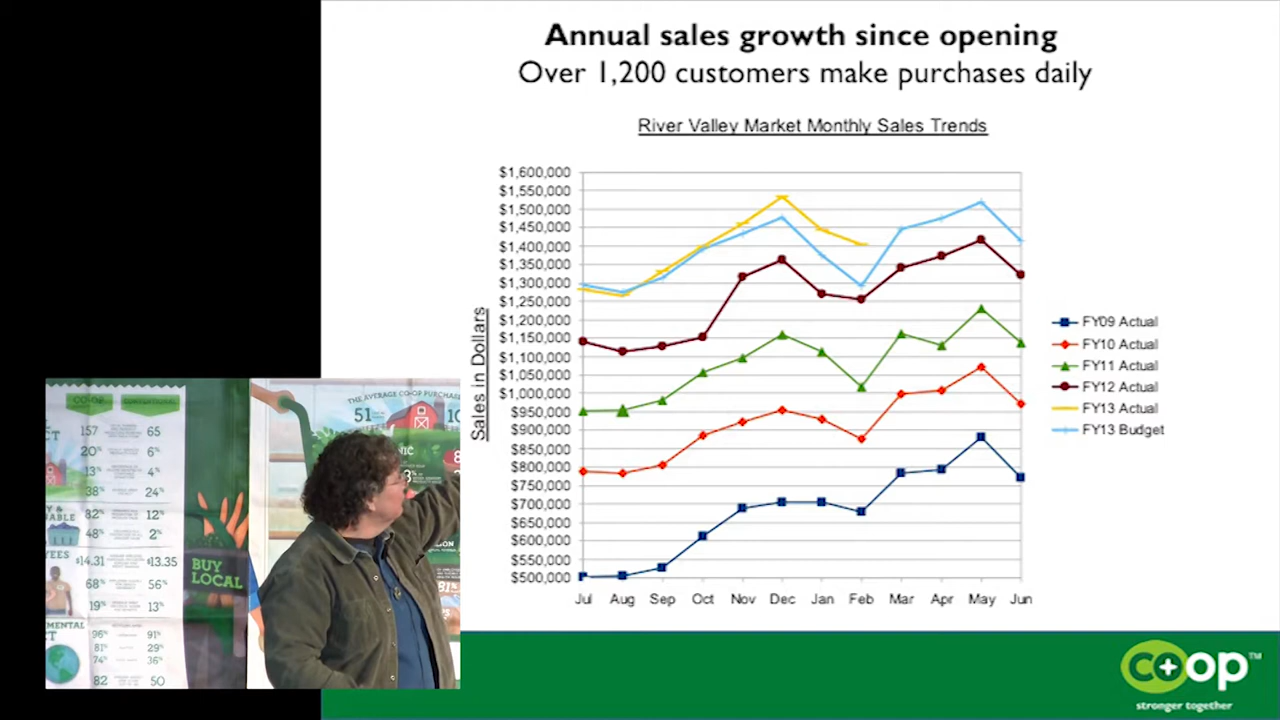 Annual sales growth since opening
Over 1,200 customers make purchases daily
River Valley Market Monthly Sales Trends
$1,600,000
$1,550,000
$1,500,000
$1,450,000
$1,400,000
$1,350,000
$1,300,000
$1,250,000
$1,200,000
$1,150,000
$1,100,000
$1,050,000
$1,000,000
$950,000
$900,000
$850,000
$800,000
$750,000
$700,000
$650,000
$600,000
$550,000
$500,000
Sales in Dollars
Jul Aug Sep Oct Nov Dec Jan Feb Mar Apr May Jun
FY09 Actual
FY10 Actual
FY11 Actual
FY12 Actual
FY13 Actual
FY13 Budget
CO-OP CONVENTIONAL
157 65
20% 6%
13% 4%
38% 24%
82% 12%
48% 2%
$14.31 $13.35
68% 56%
19% 13%
96% 91%
81% 29%
74% 36%
82 50
BUY
LOCAL
THE AVERAGE CO-OP PURCHAS
51 10
co+op™
stronger together